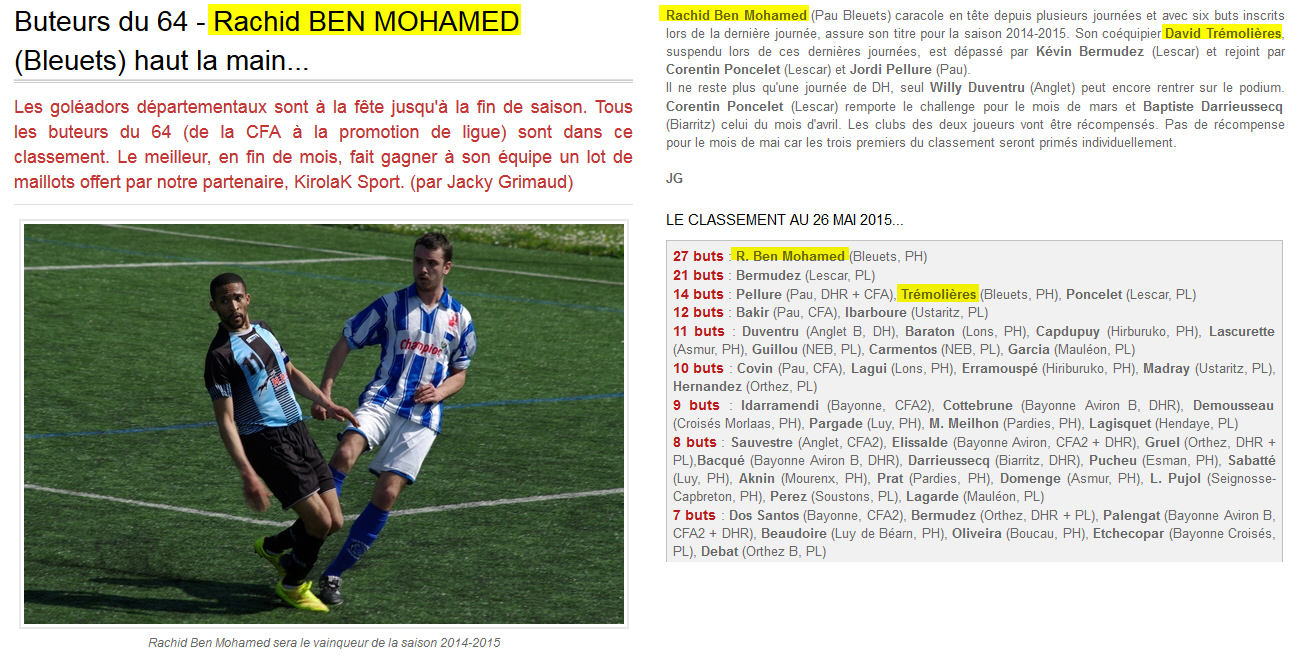 Buteurs du 64 - Rachid BEN MOHAMED
(Bleuets) haut la main...
Les goléadors départementaux sont à la fête jusqu'à la fin de saison. Tous
les buteurs du 64 (de la CFA à la promotion de ligue) sont dans ce
classement. Le meilleur, en fin de mois, fait gagner à son équipe un lot de
maillots offert par notre partenaire, KirolaK Sport. (par Jacky Grimaud)
Champion
Rachid Ben Mohamed sera le vainqueur de la saison 2014-2015
Rachid Ben Mohamed (Pau Bleuets) caracole en tête depuis plusieurs journées et avec six buts inscrits
lors de la dernière journée, assure son titre pour la saison 2014-2015. Son coéquipier David Trémolières,
suspendu lors de ces dernières journées, est dépassé par Kévin Bermudez (Lescar) et rejoint par
Corentin Poncelet (Lescar) et Jordi Pellure (Pau).
Il ne reste plus qu'une journée de DH, seul Willy Duventru (Anglet) peut encore rentrer sur le podium.
Corentin Poncelet (Lescar) remporte le challenge pour le mois de mars et Baptiste Darrieussecq
(Biarritz) celui du mois d'avril. Les clubs des deux joueurs vont être récompensés. Pas de récompense
pour le mois de mai car les trois premiers du classement seront primés individuellement.
JG
LE CLASSEMENT AU 26 MAI 2015...
27 buts : R. Ben Mohamed (Bleuets, PH)
21 buts : Bermudez (Lescar, PL)
14 buts : Pellure (Pau, DHR + CFA), Trémolières (Bleuets, PH), Poncelet (Lescar, PL)
12 buts : Bakir (Pau, CFA), Ibarboure (Ustaritz, PL)
11 buts : Duventru (Anglet B, DH), Baraton (Lons, PH), Capdupuy (Hirburuko, PH), Lascurette
(Asmur, PH), Guillou (NEB, PL), Carmentos (NEB, PL), Garcia (Mauléon, PL)
10 buts : Covin (Pau, CFA), Lagui (Lons, PH), Erramouspé (Hiriburuko, PH), Madray (Ustaritz, PL),
Hernandez (Orthez, PL)
9 buts : Idarramendi (Bayonne, CFA2), Cottebrune (Bayonne Aviron B, DHR), Demousseau
(Croisés Morlaas, PH), Pargade (Luy, PH), M. Meilhon (Pardies, PH), Lagisquet (Hendaye, PL)
8 buts : Sauvestre (Anglet, CFA2), Elissalde (Bayonne Aviron, CFA2 + DHR), Gruel (Orthez, DHR +
PL),Bacqué (Bayonne Aviron B, DHR), Darrieussecq (Biarritz, DHR), Pucheu (Esman, PH), Sabatté
(Luy, PH), Aknin (Mourenx, PH), Prat (Pardies, PH), Domenge (Asmur, PH), L. Pujol (Seignosse-
Capbreton, PH), Perez (Soustons, PL), Lagarde (Mauléon, PL)
7 buts : Dos Santos (Bayonne, CFA2), Bermudez (Orthez, DHR + PL), Palengat (Bayonne Aviron B,
CFA2 + DHR), Beaudoire (Luy de Béarn, PH), Oliveira (Boucau, PH), Etchecopar (Bayonne Croisés,
PL), Debat (Orthez B, PL)